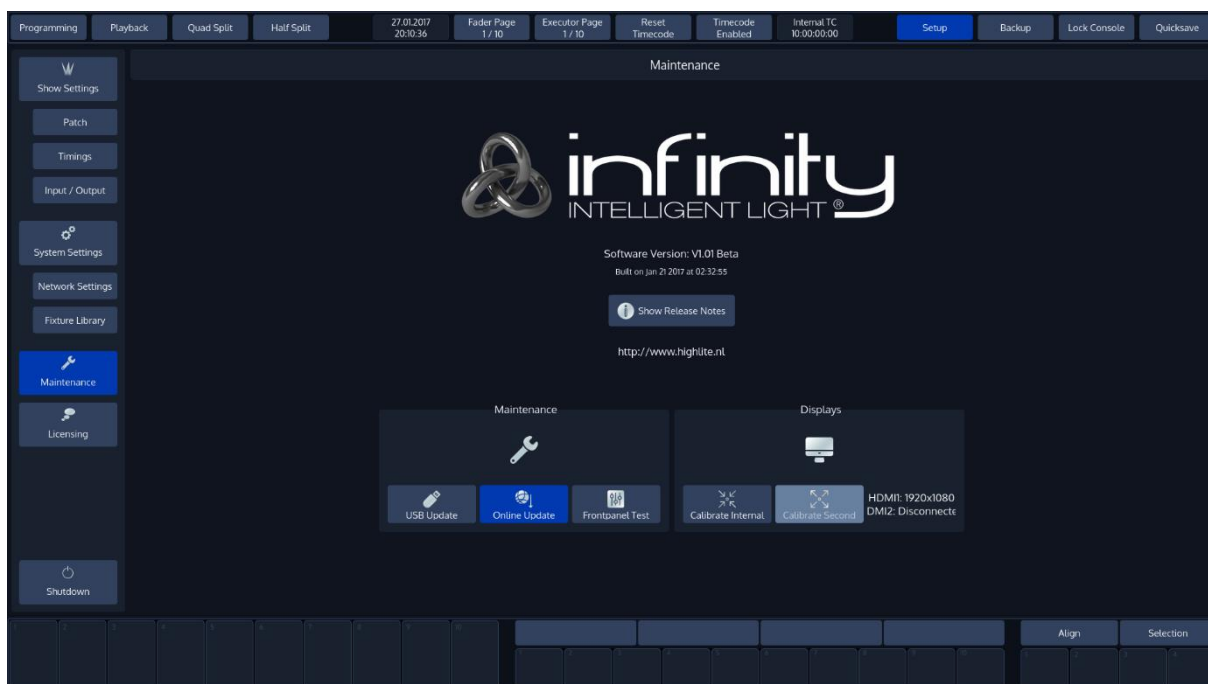 Programming
Playback
Quad Split
Half Split
27.01.2017
20:10:36
Fader Page
1 / 10
Executor Page
1 / 10
Reset
Timecode
Timecode
Enabled
Internal TC
10:00:00:00
Setup
Backup
Lock Console
Quicksave
Maintenance
Show Settings
Patch
Timings
Input / Output
System Settings
Network Settings
Fixture Library
Maintenance
Licensing
Shutdown
infinity
INTELLIGENT LIGHT ®
Software Version: V1.01 Beta
Built on Jan 21 2017 at 02:32:55
Show Release Notes
http://www.highlite.nl
Maintenance
USB Update
Online Update
Frontpanel Test
Displays
Calibrate Internal
Calibrate Second
HDMI1: 1920x1080
DMI2: Disconnecte
Align
Selection